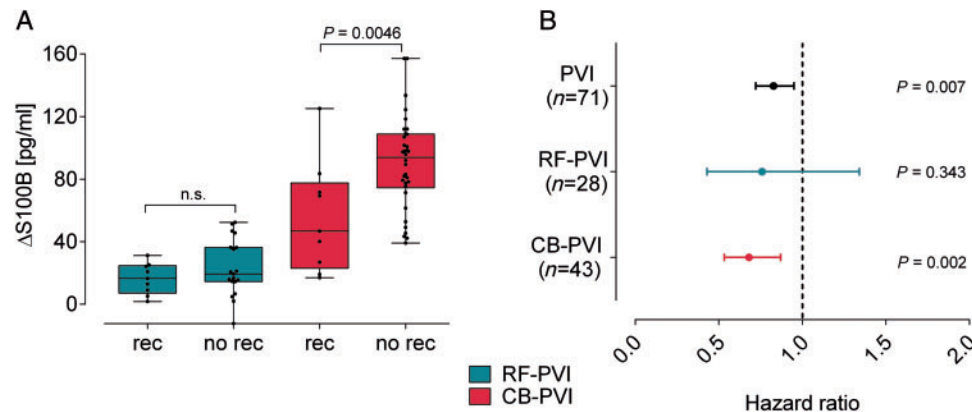 A
P = 0.0046
160
120
80
40
0
ΔS100B [pg/ml]
n.s.
rec
no rec
rec
no rec
RF-PVI
CB-PVI
B
PVI
(n=71)
P = 0.007
RF-PVI
(n=28)
P = 0.343
CB-PVI
(n=43)
P = 0.002
0.0
0.5
1.0
1.5
2.0
Hazard ratio